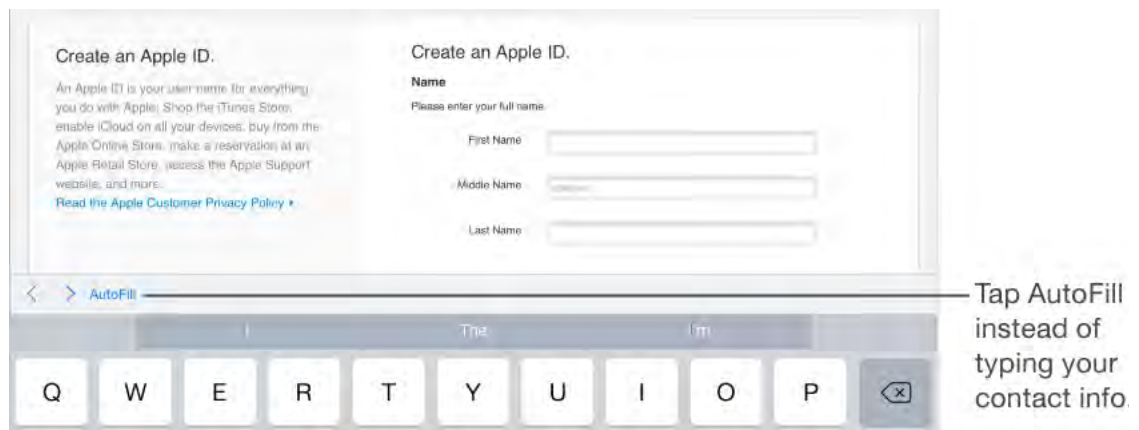 Create an Apple ID.
An Apple ID is your user name for everything
you do with Apple: Shop the iTunes Store,
enable iCloud on all your devices, buy from the
Apple Online Store, make a reservation at an
Apple Retail Store, access the Apple Support
website, and more.
Read the Apple Customer Privacy Policy
Create an Apple ID.
Name
Please enter your full name.
First Name
Middle Name
Last Name
AutoFill
I
The
I'm
Q W E R T Y U I O P
Tap AutoFill
instead of
typing your
contact info.